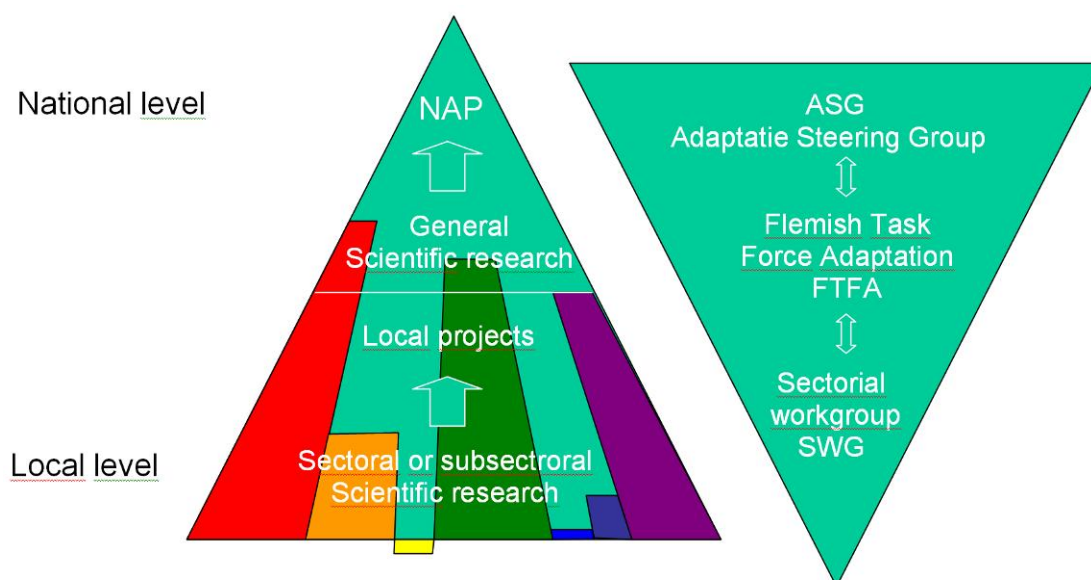 National level
NAP
General
Scientific research
Local projects
Local level
Sectoral or subsectroral
Scientific research
ASG
Adaptatie Steering Group
Flemish Task
Force Adaptation
FTFA
Sectorial
workgroup
SWG